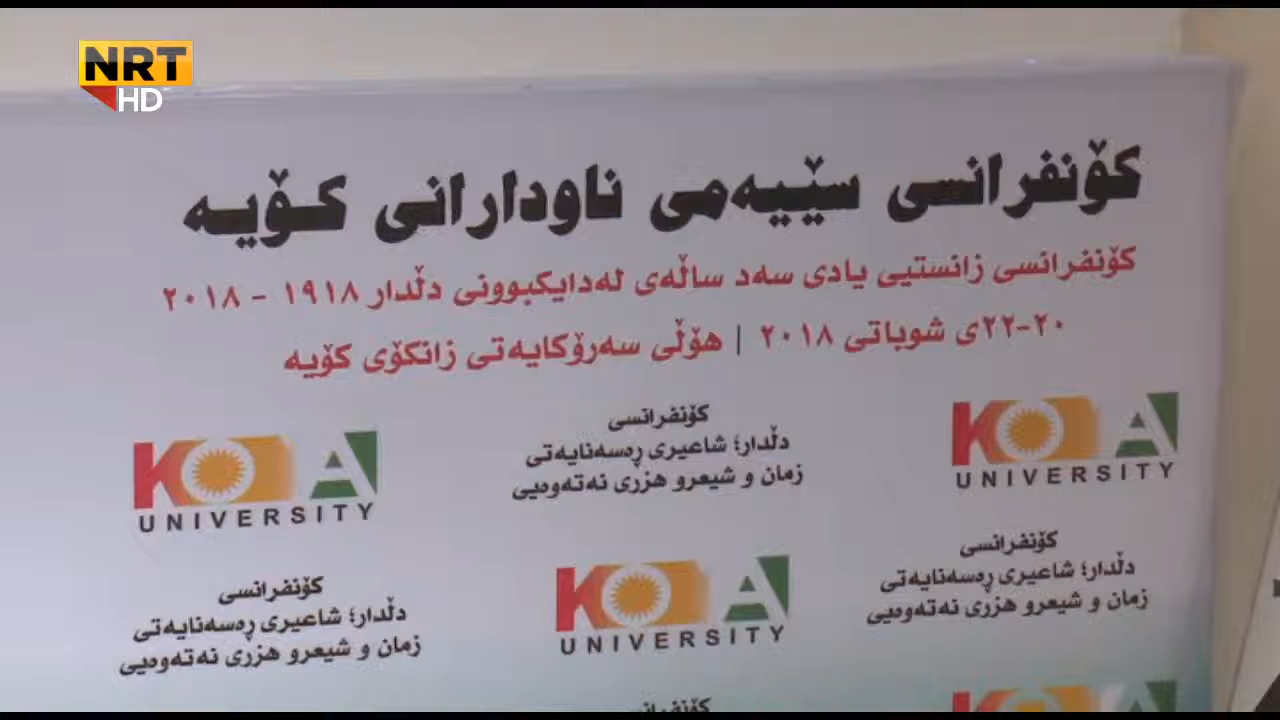 NRT
HD
کۆنفرانسی سێیەمی ناودارانی کۆیە
کۆنفرانسی زانستیی یادی سەد ساڵەی لەدایکبوونی دڵدار ١٩١٨ - ٢٠١٨
٢٠-٢٢ی شوباتی ٢٠١٨ | هۆڵی سەرۆکایەتی زانکۆی کۆیە
KOYA
UNIVERSITY
کۆنفرانسی
دڵدار؛ شاعیری ڕەسەنایەتی
زمان و شیعرو هزری نەتەوەیی
KOYA
UNIVERSITY
کۆنفرانسی
دڵدار؛ شاعیری ڕەسەنایەتی
زمان و شیعرو هزری نەتەوەیی
KOYA
UNIVERSITY
کۆنفرانسی
دڵدار؛ شاعیری ڕەسەنایەتی
زمان و شیعرو هزری نەتەوەیی
کۆنفرانسی